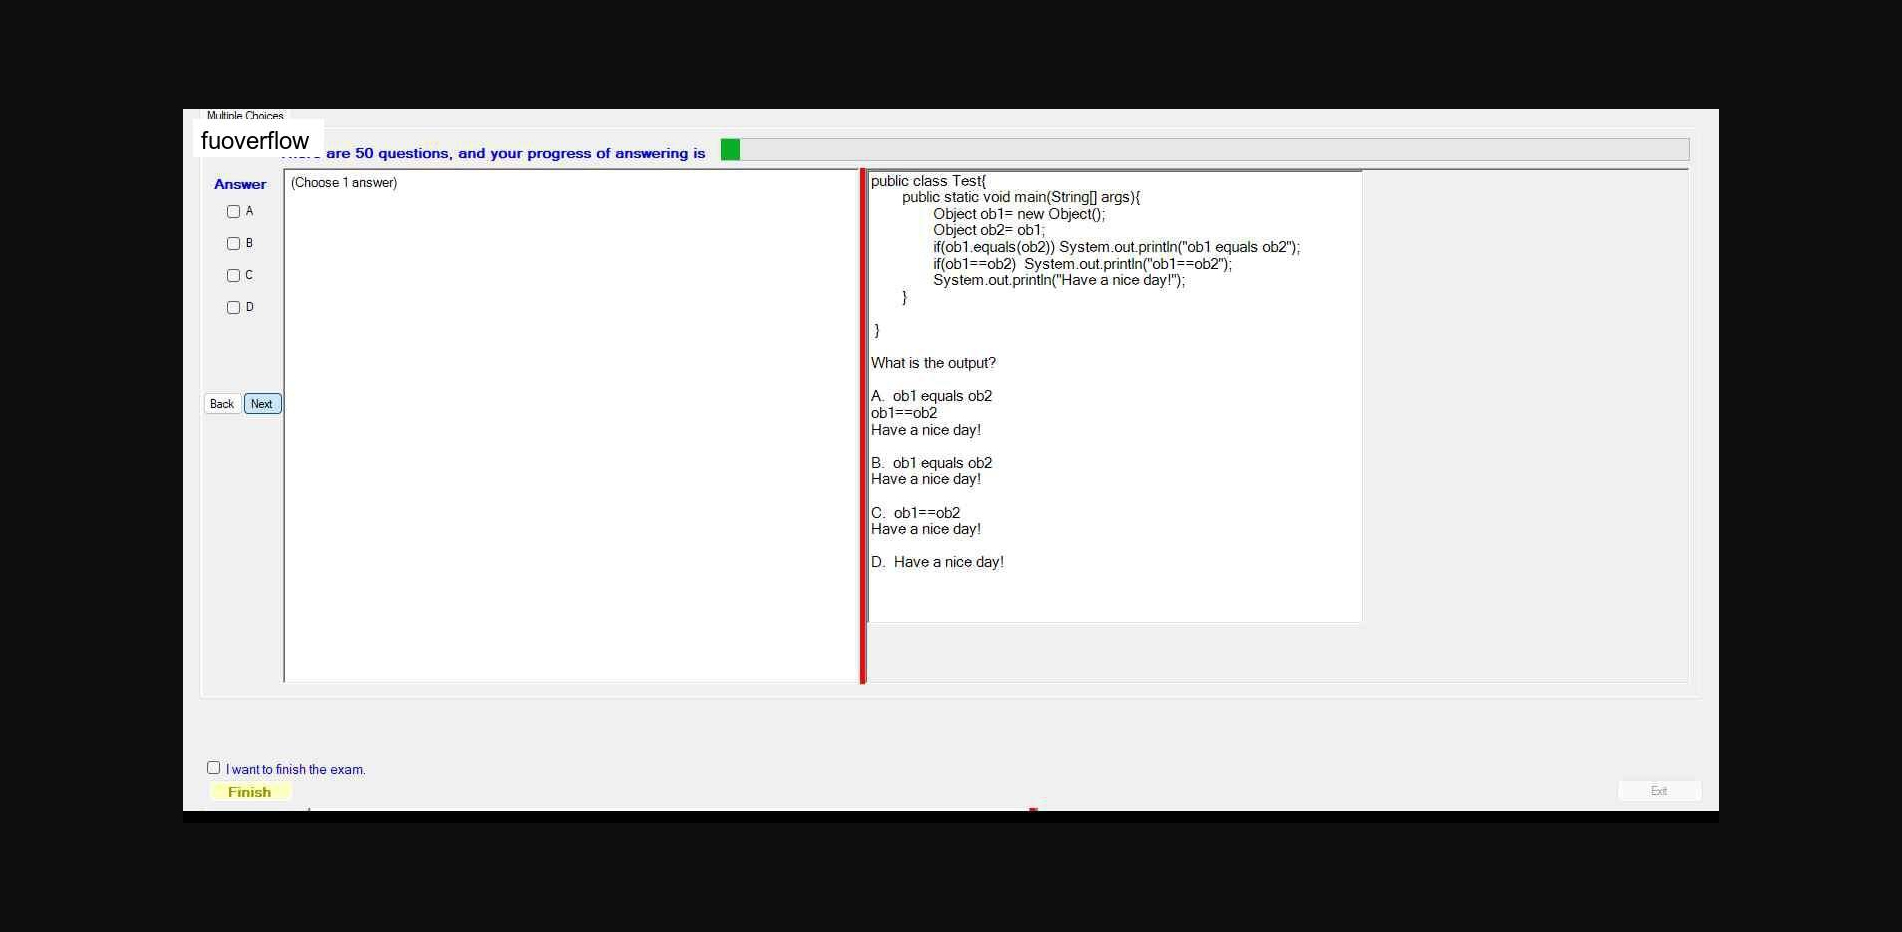 Multiple Choices
fuoverflow
are 50 questions, and your progress of answering is
Answer
(Choose 1 answer)
A
B
C
D
Back Next
public class Test{
public static void main(String[] args){
Object ob1= new Object();
Object ob2= ob1;
if(ob1.equals(ob2)) System.out.println("ob1 equals ob2");
if(ob1==ob2) System.out.println("ob1==ob2");
System.out.println("Have a nice day!");
}
}
What is the output?
A. ob1 equals ob2
ob1==ob2
Have a nice day!
B. ob1 equals ob2
Have a nice day!
C. ob1==ob2
Have a nice day!
D. Have a nice day!
I want to finish the exam.
Finish
Exit